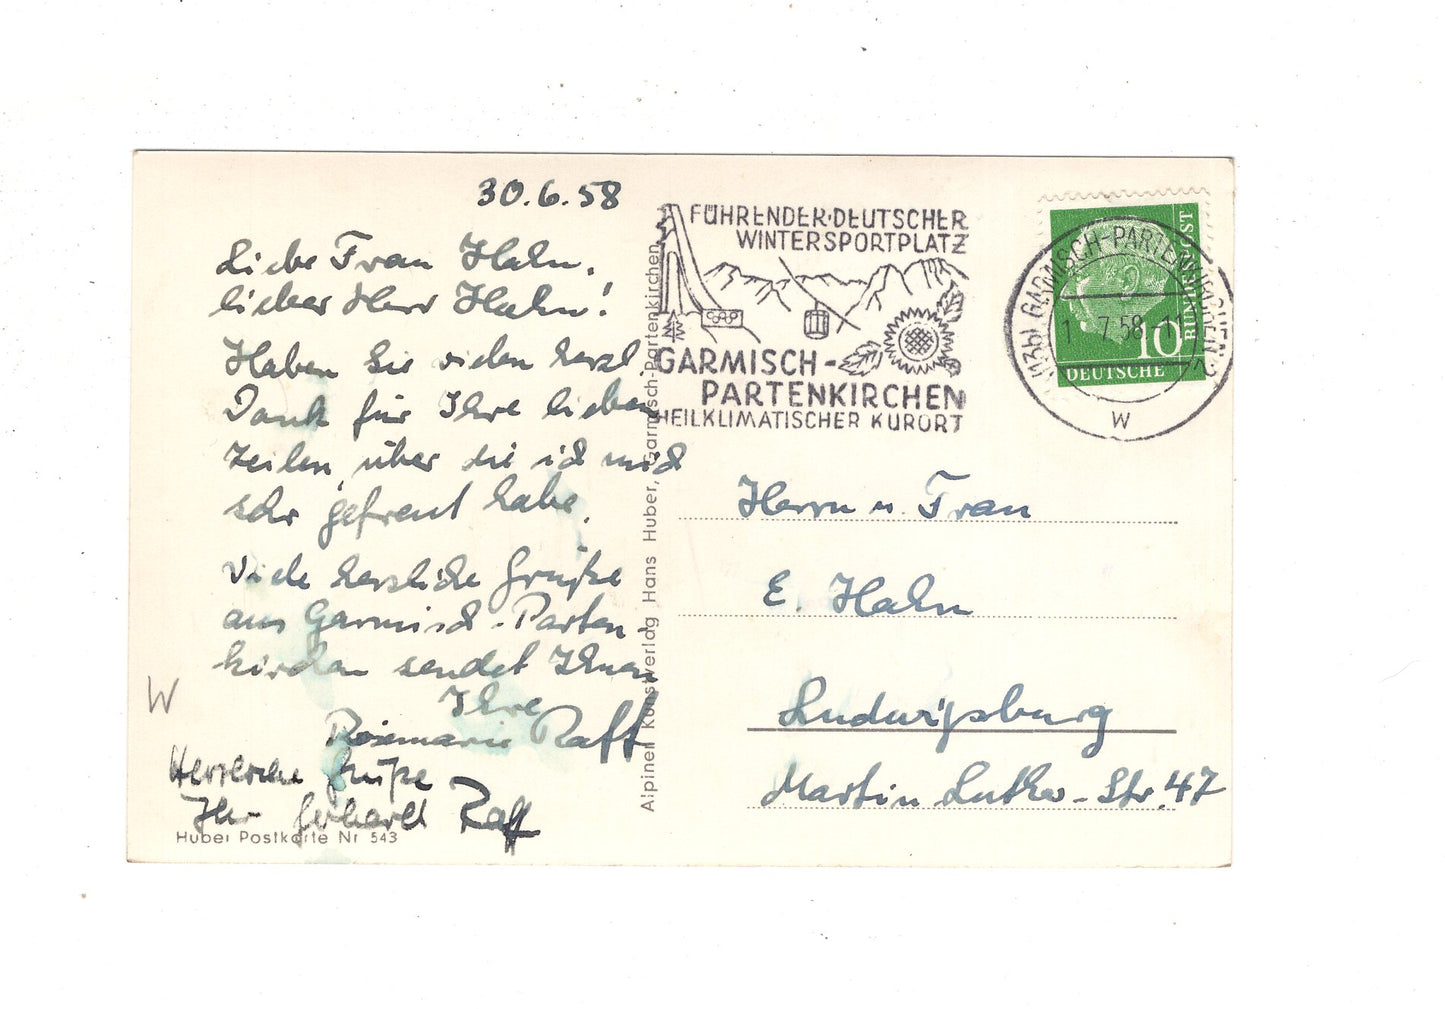 30.6.58
Liebe Frau Hahn,
lieber Herr Hahn!
Haben Sie vielen herzl.
Dank für Ihre lieben
Zeilen, über die ich mich
sehr gefreut habe.
Viele herzliche Grüße
aus Garmisch-Parten-
kirchen sendet Ihnen
Ihre
Rosemarie Raff
Herzliche Grüße
Ihr Gerhardt Raff
Huber Postkarte Nr 543
W
Alpiner Kunstverlag Hans Huber, Garmisch-Partenkirchen
FÜHRENDER DEUTSCHER
WINTERSPORTPLATZ
GARMISCH-
PARTENKIRCHEN
HEILKLIMATISCHER KURORT
(13b) GARMISCH-PARTENKIRCHEN 2
1.7.58-11
W
DEUTSCHE
BUNDESPOST
10
Herrn u. Frau
E. Hahn
Ludwigsburg
Martin Luther-Str. 47